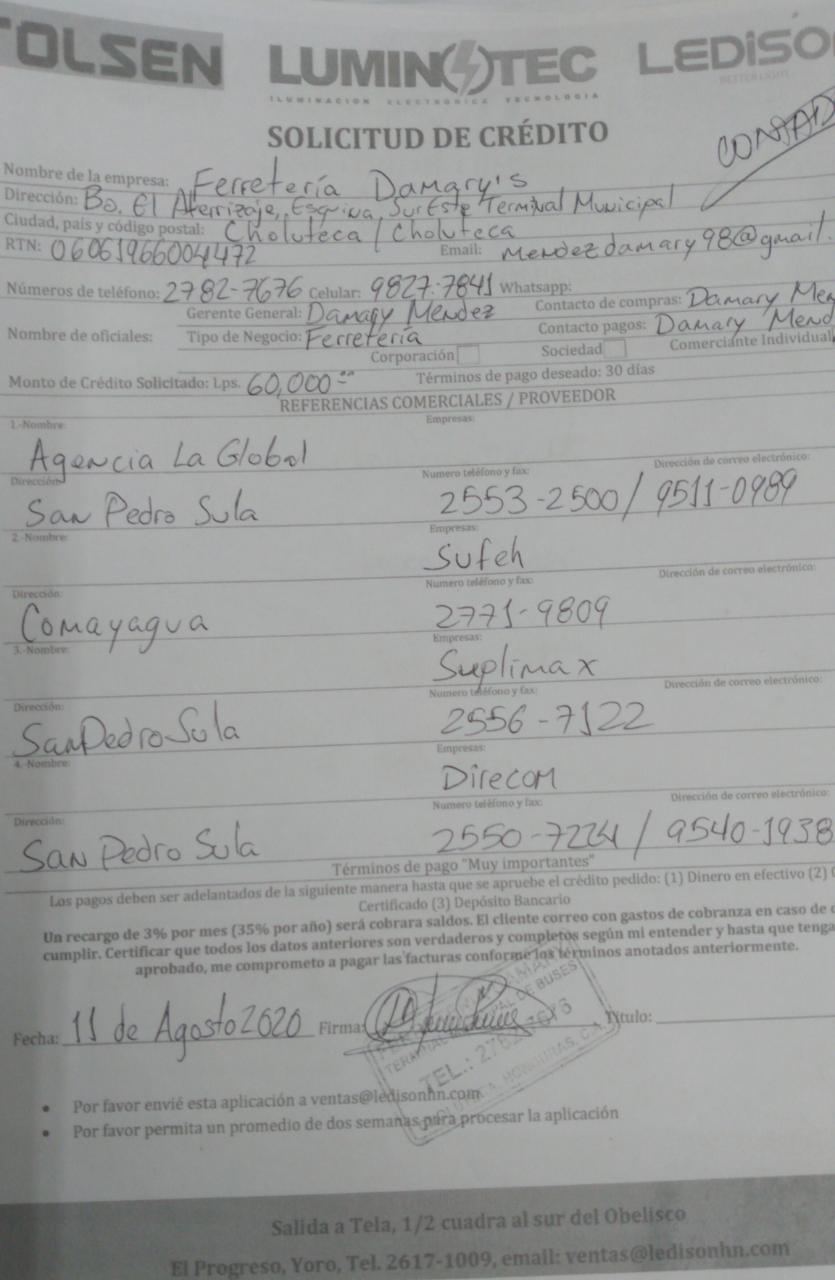 TOLSEN LUMINOTEC LEDISO
ILUMINACION ELECTRONICA TECNOLOGIA
SOLICITUD DE CRÉDITO
CONTAD
Nombre de la empresa: Ferretería Damary's
Dirección: Bo. El Aterrizaje, Esquina, SurEste Terminal Municipal
Ciudad, país y código postal: Choluteca / Choluteca
RTN: 06061966004472 Email: mendezdamary98@gmail.
Números de teléfono: 2782-7676 Celular: 9827-7841 Whatsapp:
Gerente General: Damary Mendez Contacto de compras: Damary Men
Nombre de oficiales: Tipo de Negocio: Ferretería Contacto pagos: Damary Mend
Corporación Sociedad Comerciante Individual
Monto de Crédito Solicitado: Lps. 60,000.00 Términos de pago deseado: 30 días
REFERENCIAS COMERCIALES / PROVEEDOR
1.-Nombre: Empresas:
Agencia La Global
Dirección: Numero teléfono y fax: Dirección de correo electrónico:
San Pedro Sula 2553-2500 / 9511-0989
2.-Nombre: Empresas:
Sufeh
Dirección: Numero teléfono y fax: Dirección de correo electrónico:
Comayagua 2771-9809
3.-Nombre: Empresas:
Suplimax
Dirección: Numero teléfono y fax: Dirección de correo electrónico:
San Pedro Sula 2556-7122
4.-Nombre: Empresas:
Direcom
Dirección: Numero teléfono y fax: Dirección de correo electrónico:
San Pedro Sula 2550-7224 / 9540-1938
Términos de pago "Muy importantes"
Los pagos deben ser adelantados de la siguiente manera hasta que se apruebe el crédito pedido: (1) Dinero en efectivo (2)
Certificado (3) Depósito Bancario
Un recargo de 3% por mes (35% por año) será cobrara saldos. El cliente correo con gastos de cobranza en caso de
cumplir. Certificar que todos los datos anteriores son verdaderos y completos según mi entender y hasta que tenga
aprobado, me comprometo a pagar las facturas conforme los términos anotados anteriormente.
Fecha: 11 de Agosto 2020 Firma: Título:
TEL.:
HONDURAS, C.A.
• Por favor envié esta aplicación a ventas@ledisonhn.com
• Por favor permita un promedio de dos semanas para procesar la aplicación
Salida a Tela, 1/2 cuadra al sur del Obelisco
El Progreso, Yoro, Tel. 2617-1009, email: ventas@ledisonhn.com